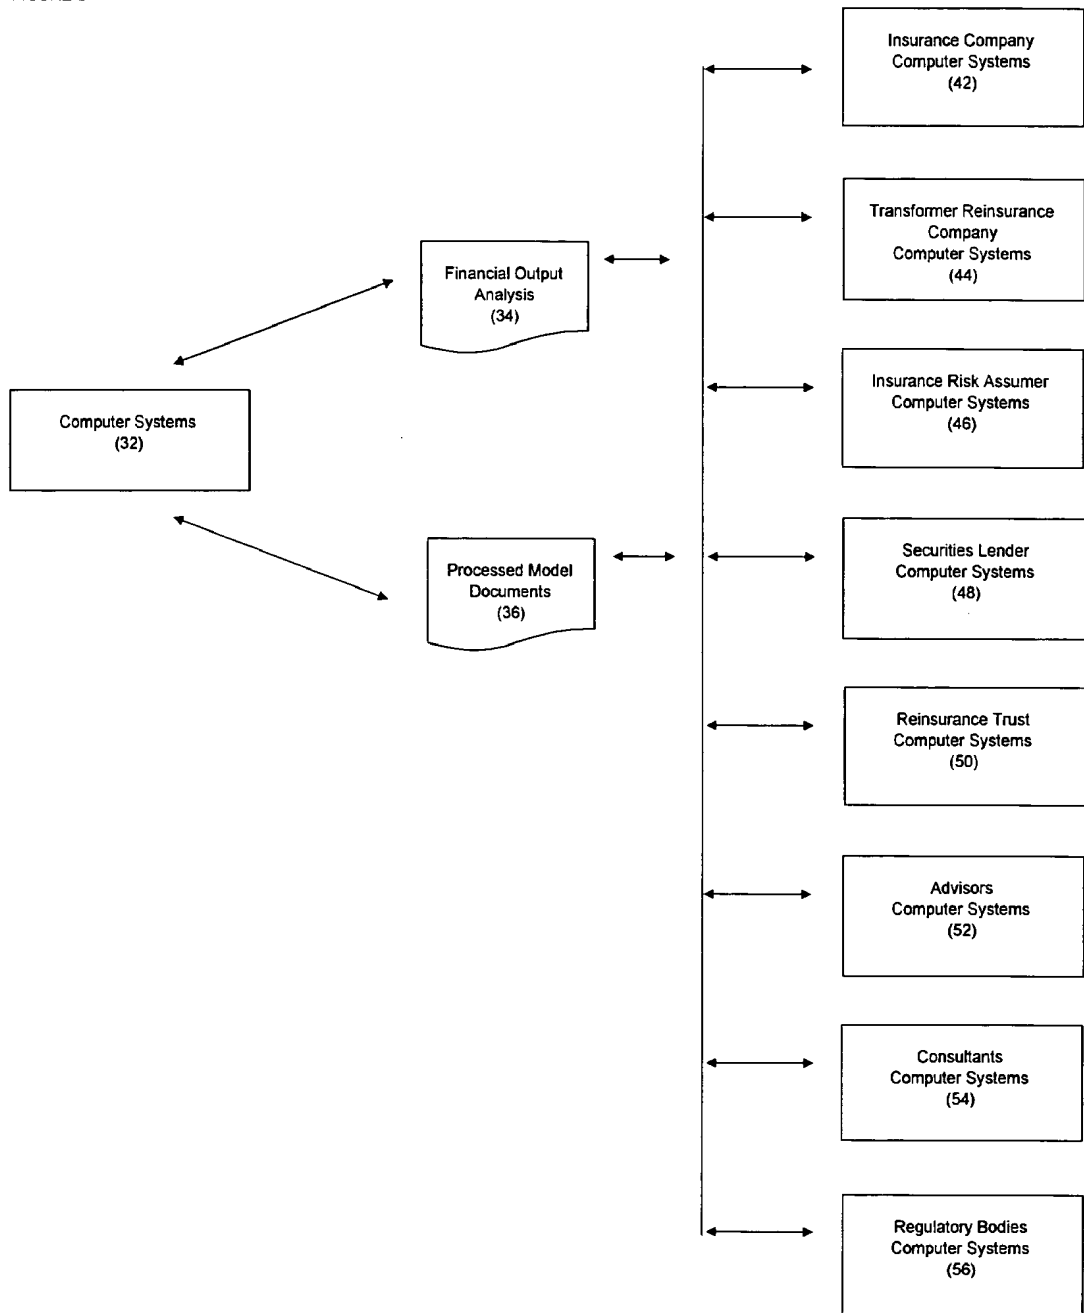 Insurance Company
Computer Systems
(42)
Transformer Reinsurance
Company
Computer Systems
(44)
Financial Output
Analysis
(34)
Insurance Risk Assumer
Computer Systems
(46)
Computer Systems
(32)
Securities Lender
Computer Systems
(48)
Processed Model
Documents
(36)
Reinsurance Trust
Computer Systems
(50)
Advisors
Computer Systems
(52)
Consultants
Computer Systems
(54)
Regulatory Bodies
Computer Systems
(56)